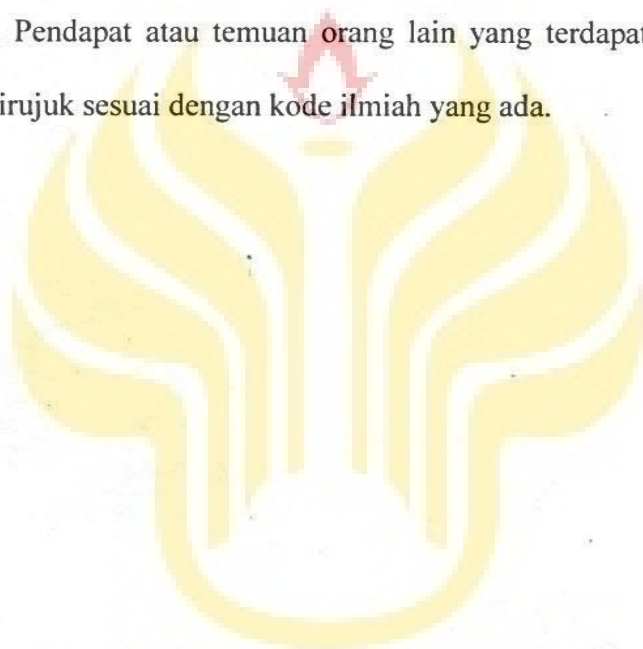 Pendapat atau temuan orang lain yang terdapat
irujuk sesuai dengan kode ilmiah yang ada.